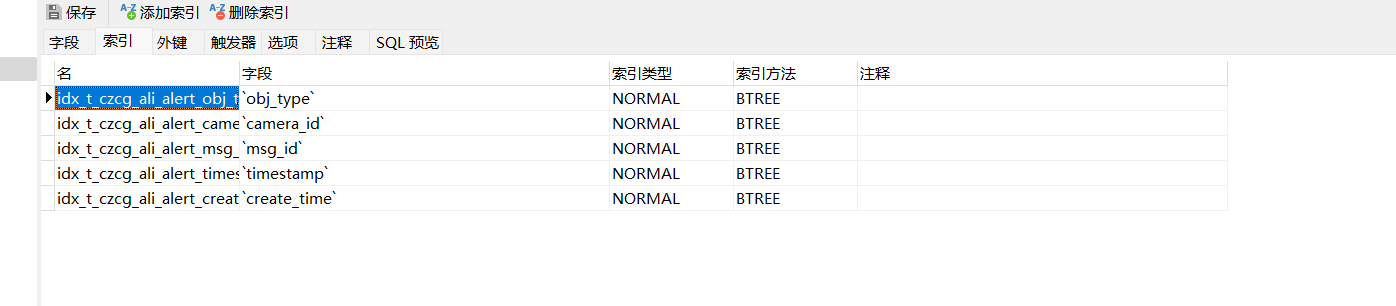 保存 添加索引 删除索引
字段 索引 外键 触发器 选项 注释 SQL 预览
名 字段 索引类型 索引方法 注释
idx_t_czcg_ali_alert_obj_t `obj_type` NORMAL BTREE
idx_t_czcg_ali_alert_came `camera_id` NORMAL BTREE
idx_t_czcg_ali_alert_msg_ `msg_id` NORMAL BTREE
idx_t_czcg_ali_alert_times `timestamp` NORMAL BTREE
idx_t_czcg_ali_alert_creat `create_time` NORMAL BTREE